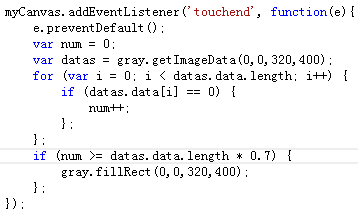 myCanvas.addEventListener('touchend', function(e){
    e.preventDefault();
    var num = 0;
    var datas = gray.getImageData(0,0,320,400);
    for (var i = 0; i < datas.data.length; i++) {
        if (datas.data[i] == 0) {
            num++;
        };
    };
    if (num >= datas.data.length * 0.7) {
        gray.fillRect(0,0,320,400);
    };
});